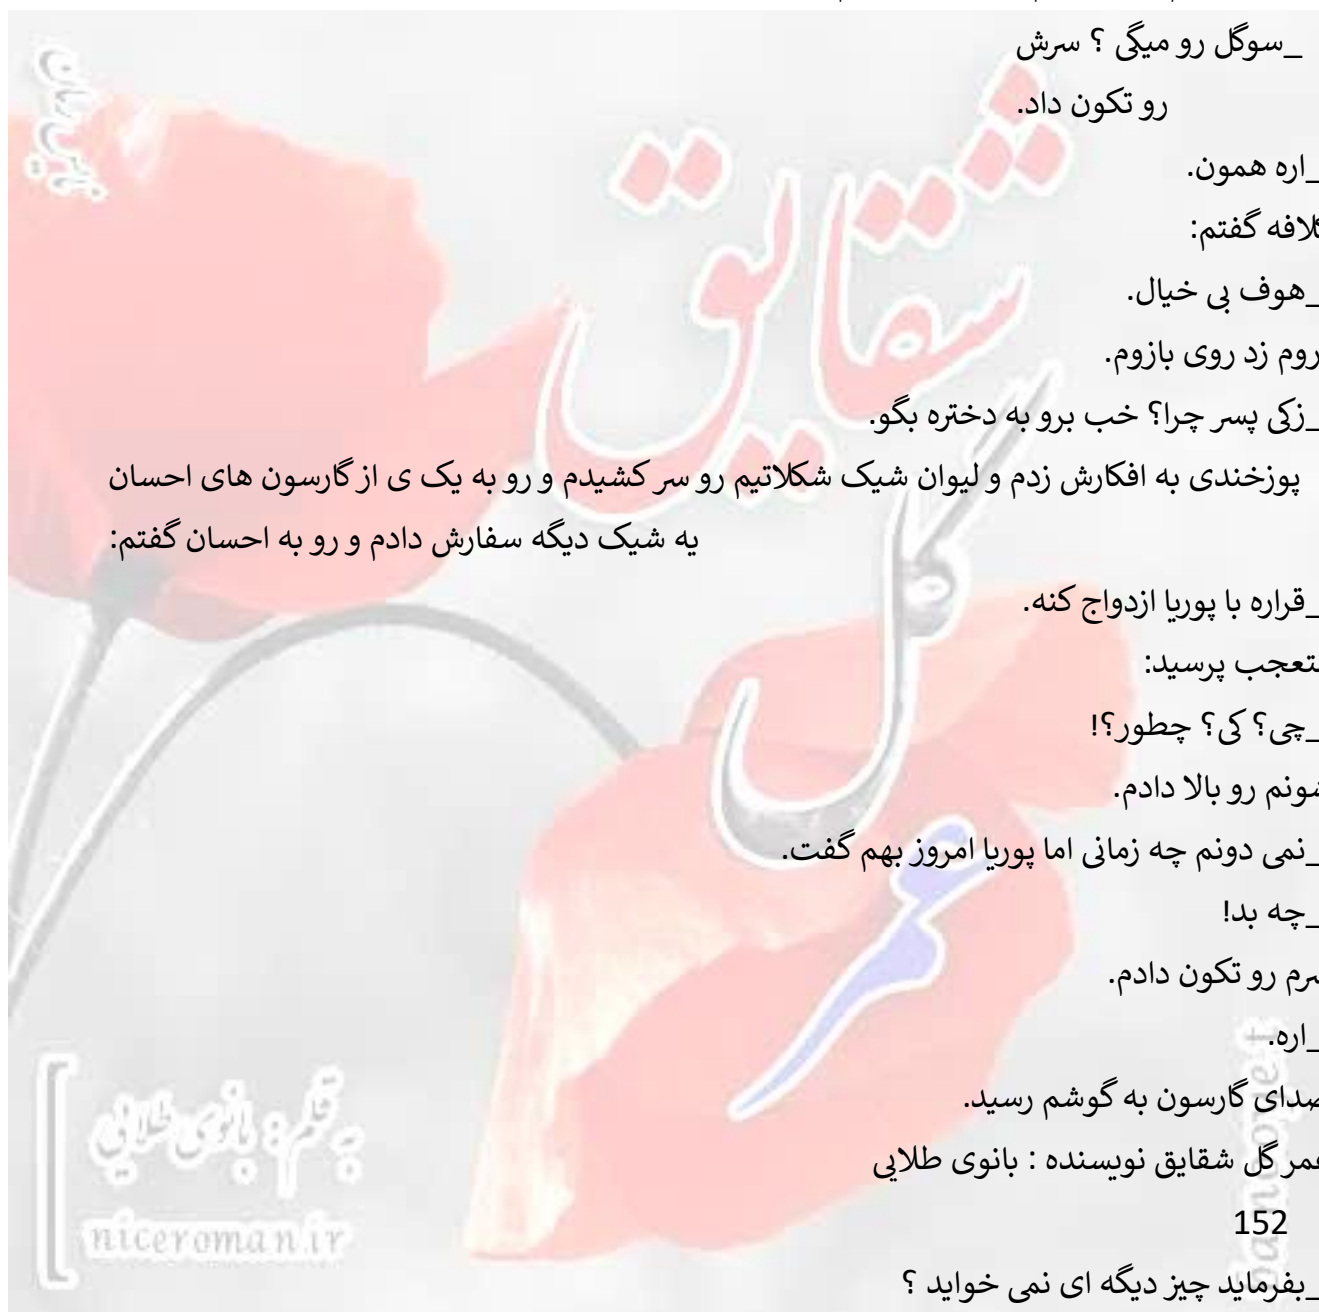 _سوگل رو میگی ؟ سرش
رو تکون داد.
_اره همون.
کلافه گفتم:
_هوف بی خیال.
روم زد روی بازوم.
_زکی پسر چرا؟ خب برو به دختره بگو.
پوزخندی به افکارش زدم و لیوان شیک شکلاتیم رو سر کشیدم و رو به یک ی از گارسون های احسان
یه شیک دیگه سفارش دادم و رو به احسان گفتم:
_قراره با پوریا ازدواج کنه.
متعجب پرسید:
_چی؟ کی؟ چطور؟!
شونم رو بالا دادم.
_نمی دونم چه زمانی اما پوریا امروز بهم گفت.
_چه بد!
سرم رو تکون دادم.
_اره.
صدای گارسون به گوشم رسید.
عمر گل شقایق نویسنده : بانوی طلایی
152
_بفرماید چیز دیگه ای نمی خواید ؟
شقایق
گل
عمر
به قلم : بانوی طلایی
niceroman.ir